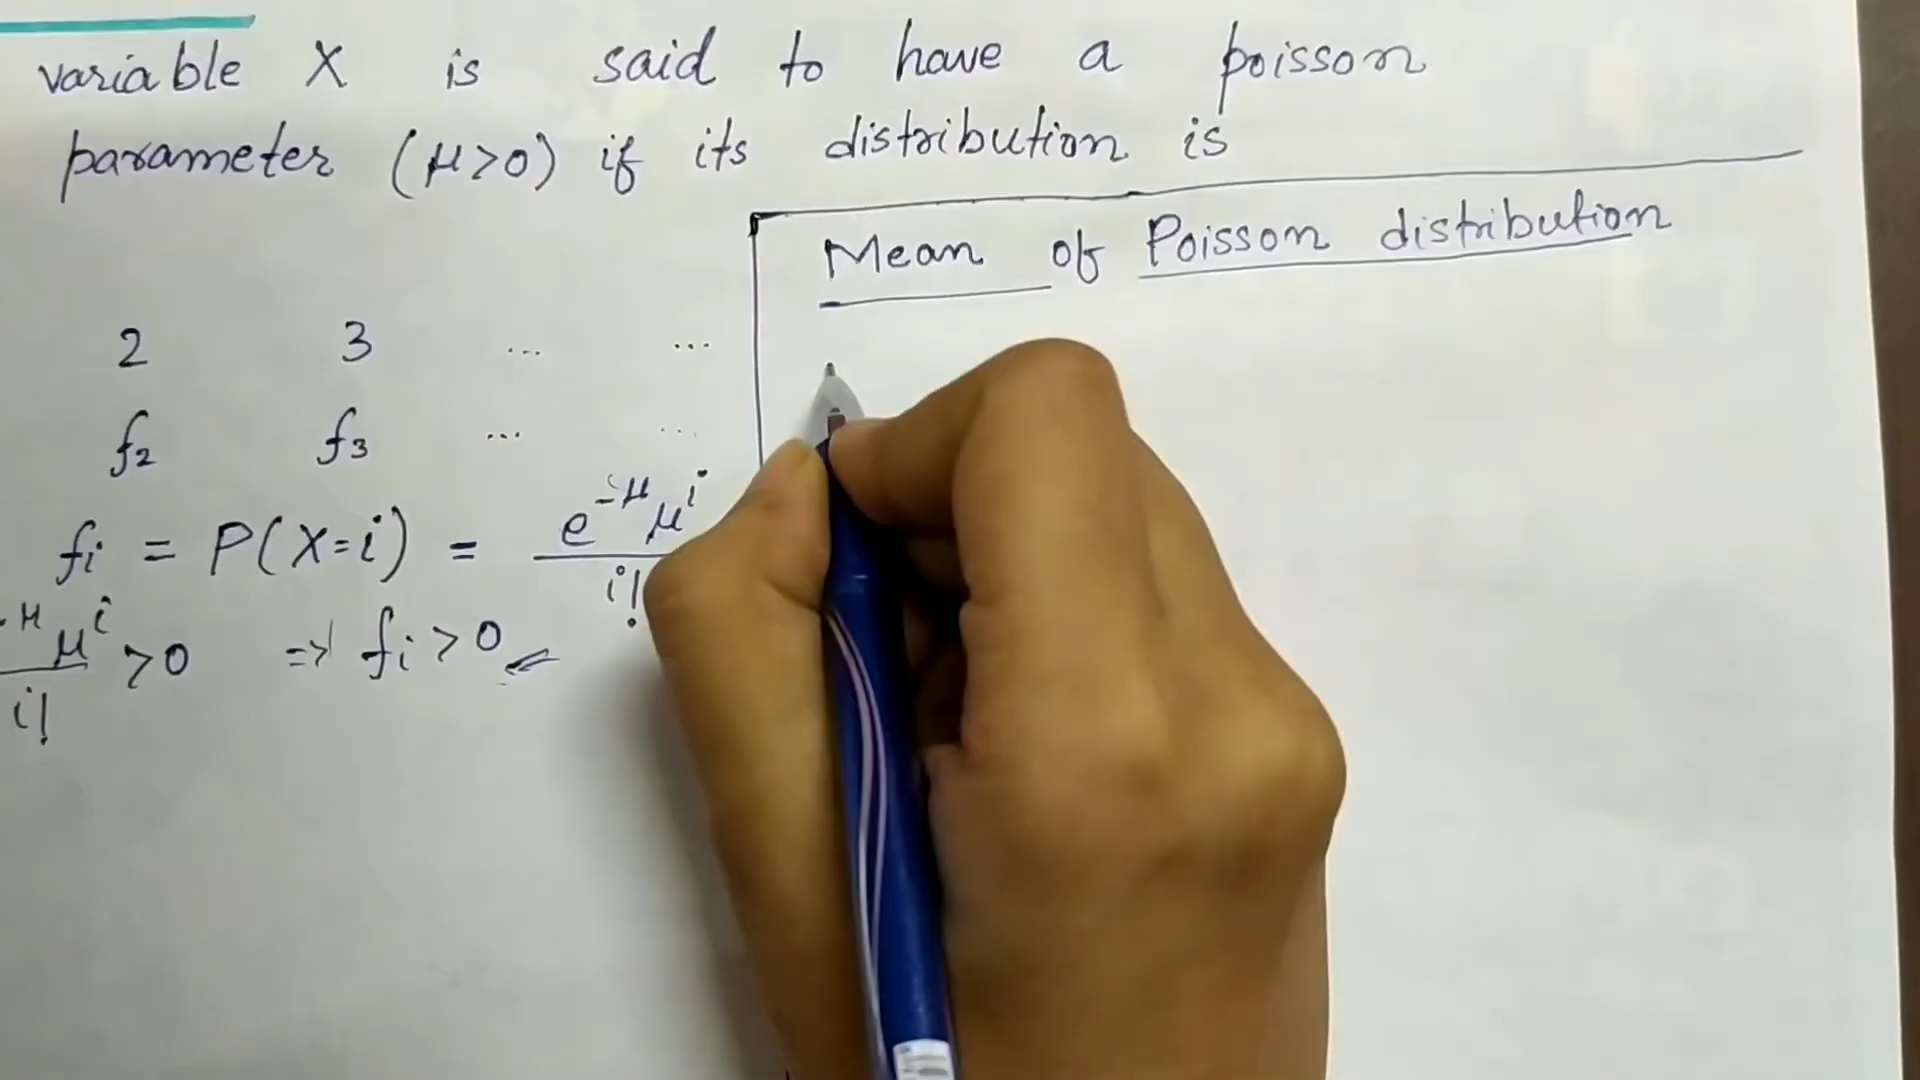 variable X is said to have a poisson
parameter (μ>0) if its distribution is
Mean of Poisson distribution
2 3 ... ...
f2 f3 ... ...
fi = P(X=i) = e^-μ μ^i / i!
-μ μ^i / i! >0 => fi >0